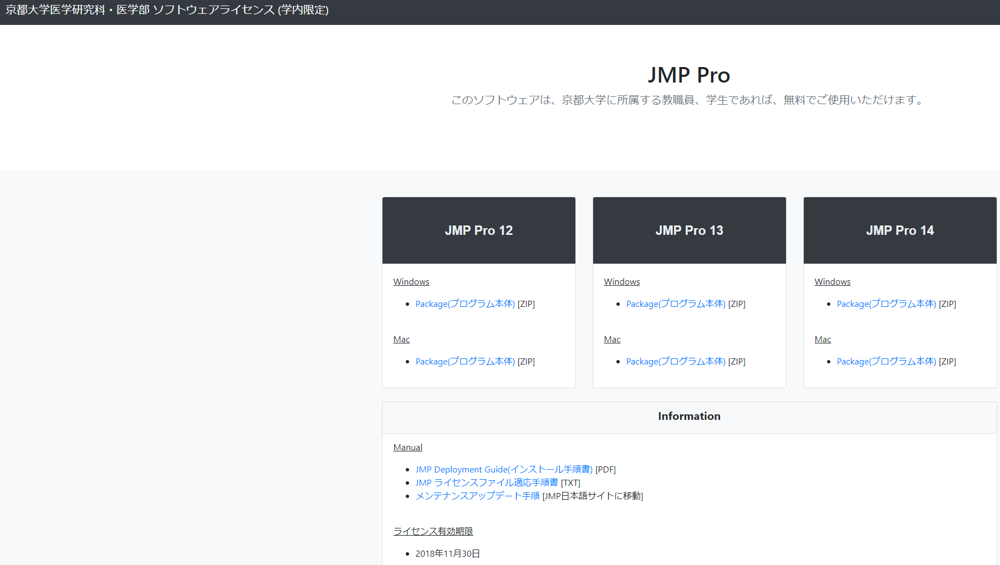 京都大学医学研究科・医学部 ソフトウェアライセンス (学内限定)
JMP Pro
このソフトウェアは、京都大学に所属する教職員、学生であれば、無料でご使用いただけます。
JMP Pro 12
Windows
Package(プログラム本体) [ZIP]
Mac
Package(プログラム本体) [ZIP]
JMP Pro 13
Windows
Package(プログラム本体) [ZIP]
Mac
Package(プログラム本体) [ZIP]
JMP Pro 14
Windows
Package(プログラム本体) [ZIP]
Mac
Package(プログラム本体) [ZIP]
Information
Manual
JMP Deployment Guide(インストール手順書) [PDF]
JMP ライセンスファイル適応手順書 [TXT]
メンテナンスアップデート手順 [JMP日本語サイトに移動]
ライセンス有効期限
2018年11月30日